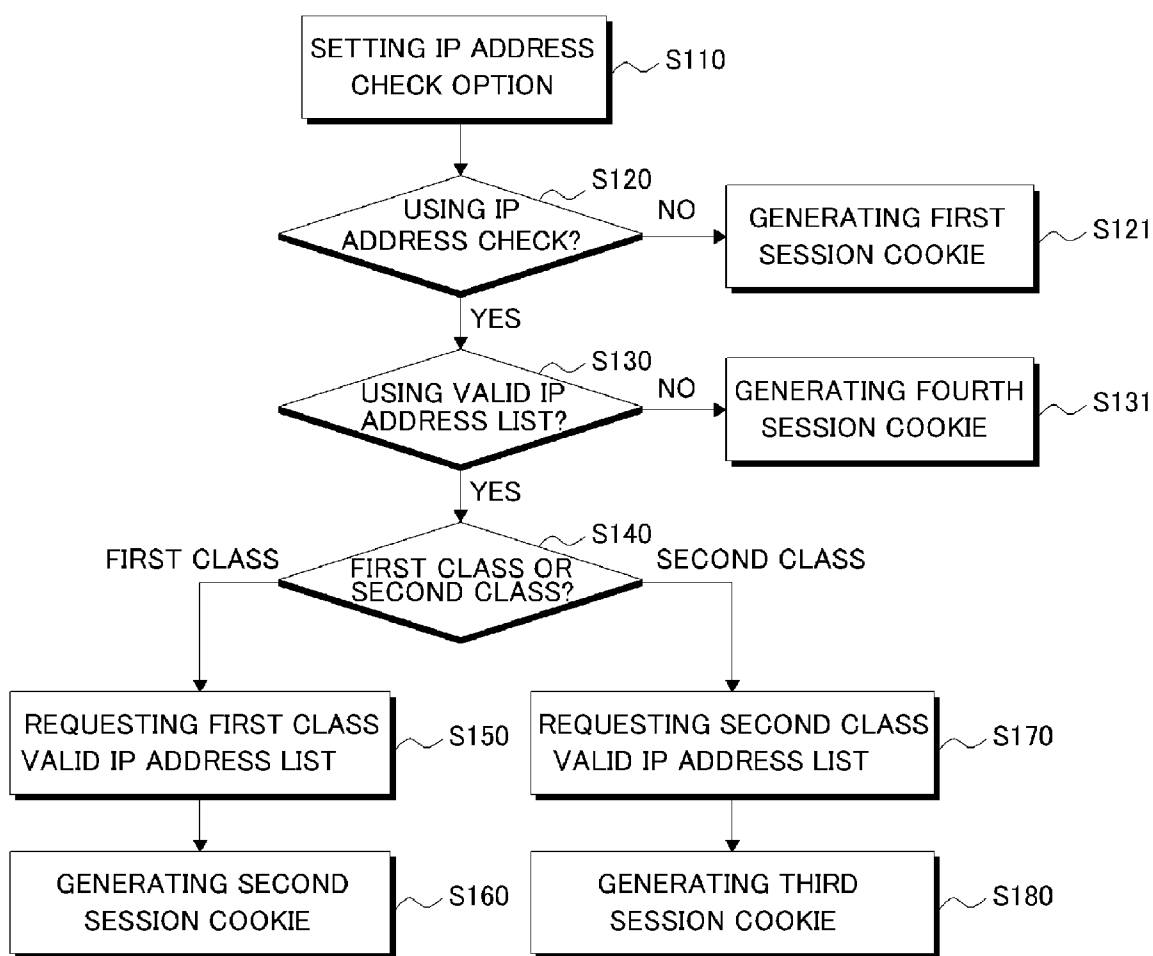 SETTING IP ADDRESS
CHECK OPTION
S110
S120
USING IP
ADDRESS CHECK?
NO
GENERATING FIRST
SESSION COOKIE
S121
YES
S130
USING VALID IP
ADDRESS LIST?
NO
GENERATING FOURTH
SESSION COOKIE
S131
YES
S140
FIRST CLASS
FIRST CLASS OR
SECOND CLASS?
SECOND CLASS
REQUESTING FIRST CLASS
VALID IP ADDRESS LIST
S150
REQUESTING SECOND CLASS
VALID IP ADDRESS LIST
S170
GENERATING SECOND
SESSION COOKIE
S160
GENERATING THIRD
SESSION COOKIE
S180